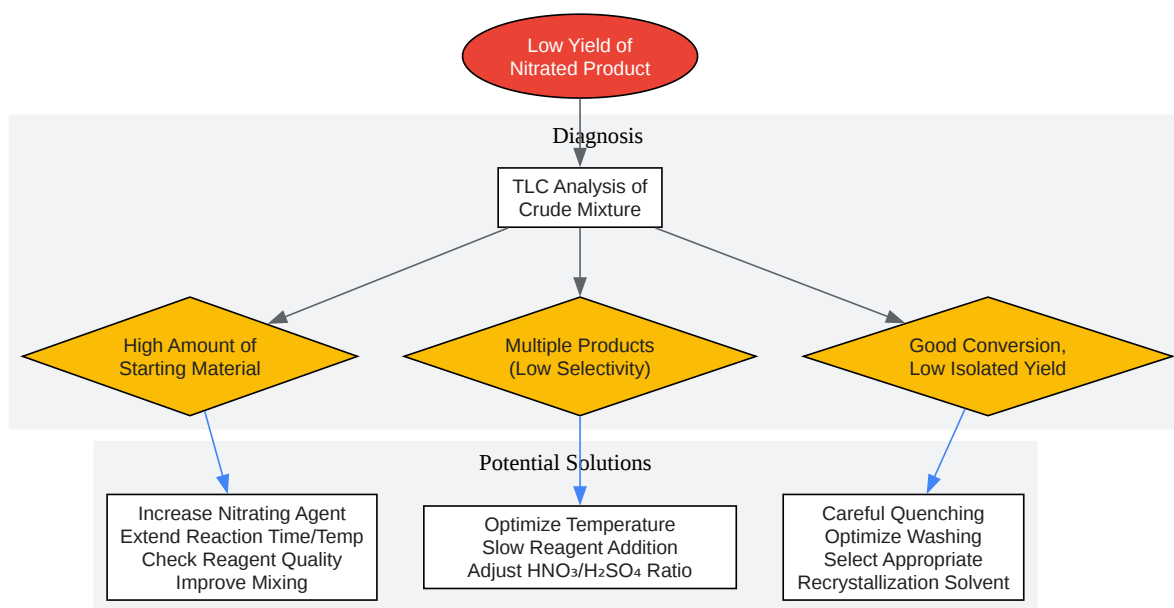 Low Yield of
Nitrated Product
Diagnosis
TLC Analysis of
Crude Mixture
High Amount of
Starting Material
Multiple Products
(Low Selectivity)
Good Conversion,
Low Isolated Yield
Potential Solutions
Increase Nitrating Agent
Extend Reaction Time/Temp
Check Reagent Quality
Improve Mixing
Optimize Temperature
Slow Reagent Addition
Adjust HNO₃/H₂SO₄ Ratio
Careful Quenching
Optimize Washing
Select Appropriate
Recrystallization Solvent